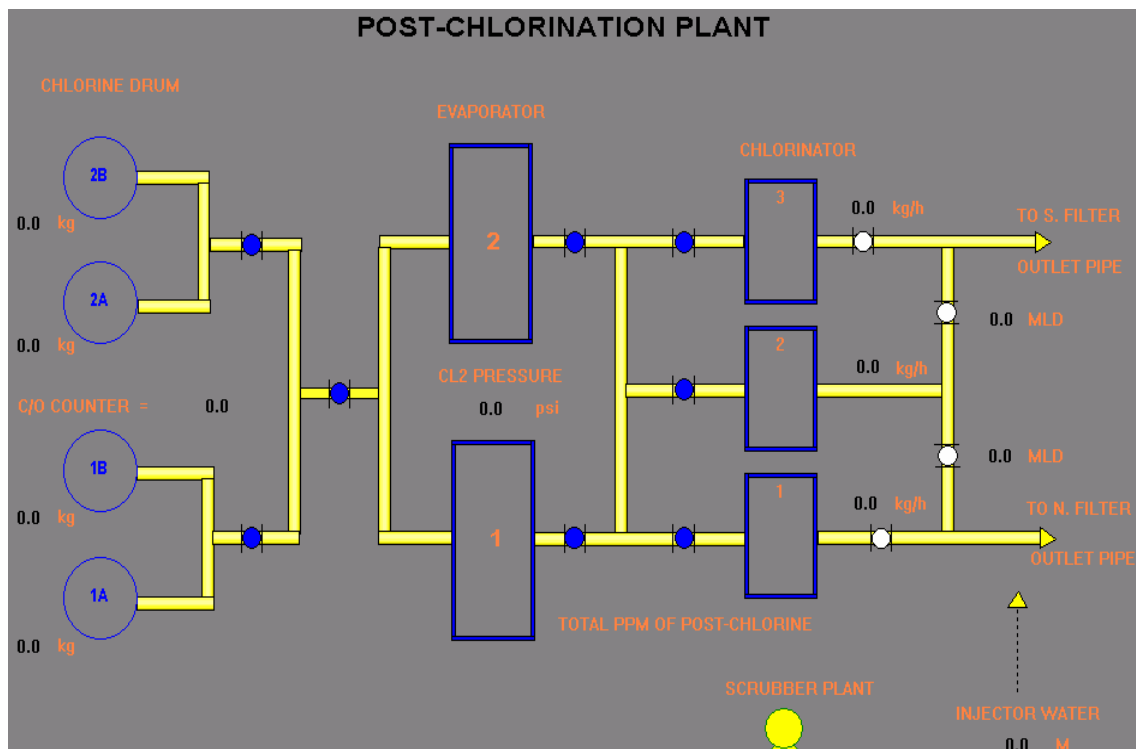 POST-CHLORINATION PLANT
CHLORINE DRUM
EVAPORATOR
CHLORINATOR
2B
0.0 kg
2A
0.0 kg
C/O COUNTER = 0.0
1B
0.0 kg
1A
0.0 kg
2
CL2 PRESSURE
0.0 psi
1
3
0.0 kg/h
TO S. FILTER
OUTLET PIPE
0.0 MLD
2
0.0 kg/h
0.0 MLD
1
0.0 kg/h
TO N. FILTER
OUTLET PIPE
TOTAL PPM OF POST-CHLORINE
SCRUBBER PLANT
INJECTOR WATER
0.0 M